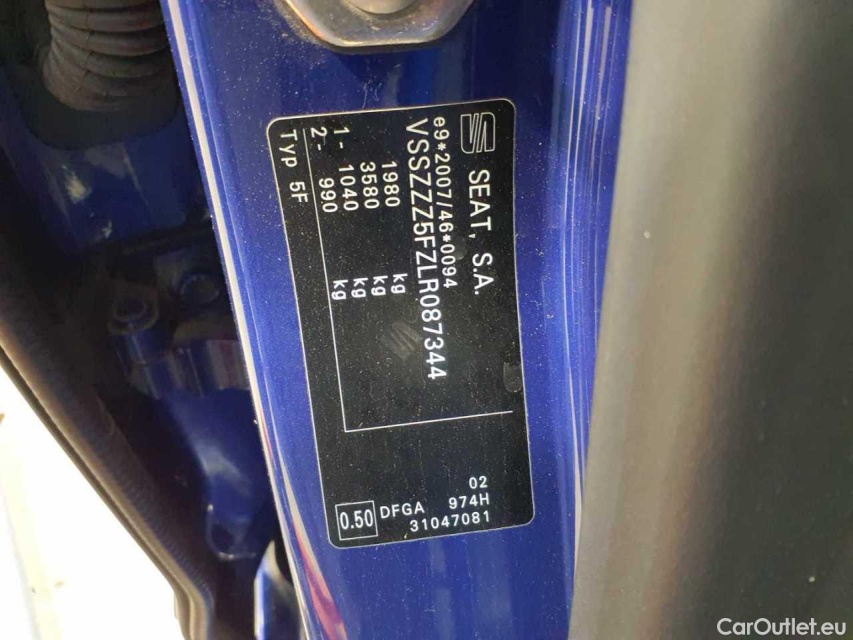 SEAT, S.A.
e9*2007/46*0094
VSSZZZ5FZLR087344
1980 kg
3580 kg
1- 1040 kg
2- 990 kg
Typ 5F
02
DFGA 974H
0.50 31047081
CarOutlet.eu